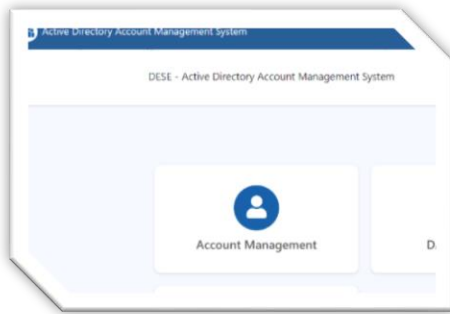 Active Directory Account Management System
DESE - Active Directory Account Management System
Account Management